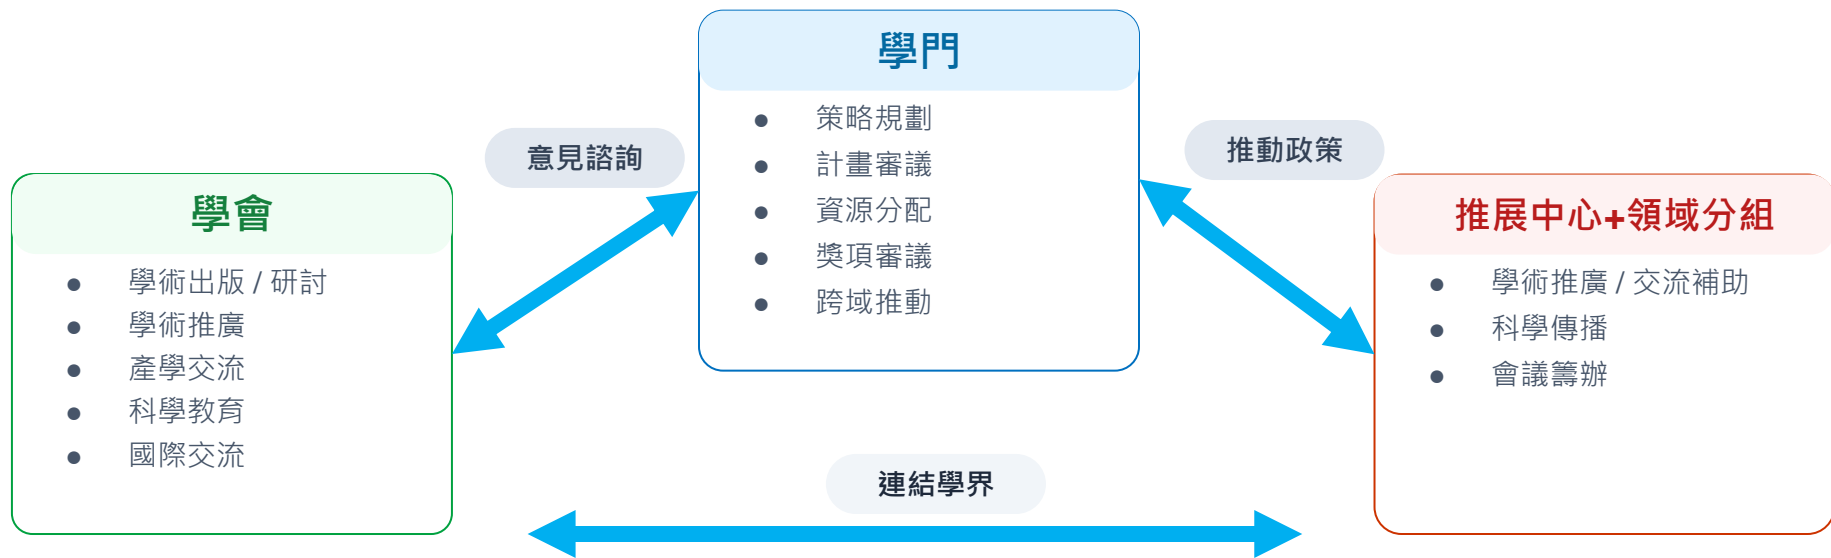 學門
● 策略規劃
● 計畫審議
● 資源分配
● 獎項審議
● 跨域推動
意見諮詢
推動政策
學會
● 學術出版 / 研討
● 學術推廣
● 產學交流
● 科學教育
● 國際交流
推展中心+領域分組
● 學術推廣 / 交流補助
● 科學傳播
● 會議籌辦
連結學界